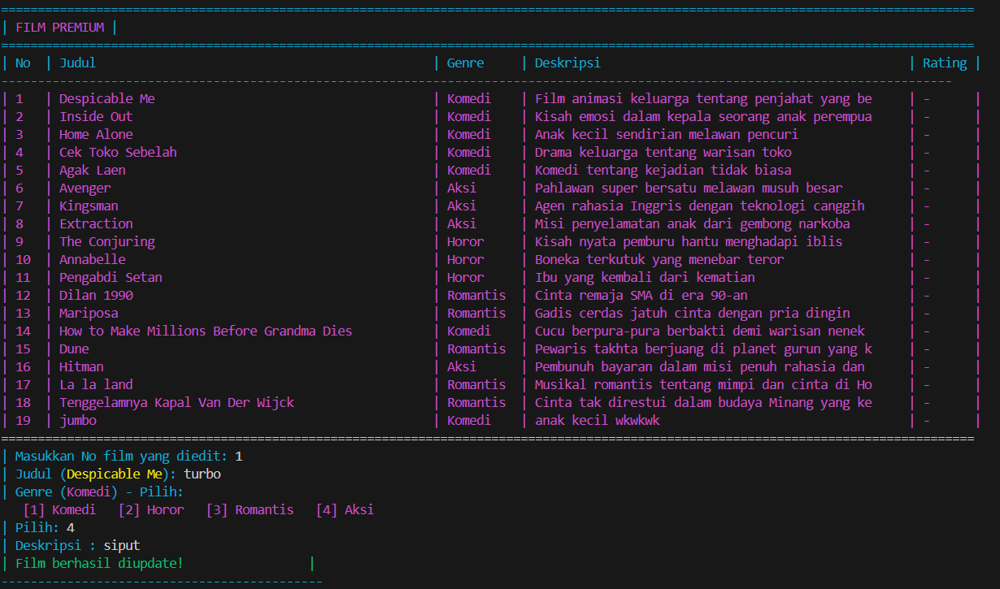 | FILM PREMIUM |
| No | Judul | Genre | Deskripsi | Rating |
| 1 | Despicable Me | Komedi | Film animasi keluarga tentang penjahat yang be | - |
| 2 | Inside Out | Komedi | Kisah emosi dalam kepala seorang anak perempua | - |
| 3 | Home Alone | Komedi | Anak kecil sendirian melawan pencuri | - |
| 4 | Cek Toko Sebelah | Komedi | Drama keluarga tentang warisan toko | - |
| 5 | Agak Laen | Komedi | Komedi tentang kejadian tidak biasa | - |
| 6 | Avenger | Aksi | Pahlawan super bersatu melawan musuh besar | - |
| 7 | Kingsman | Aksi | Agen rahasia Inggris dengan teknologi canggih | - |
| 8 | Extraction | Aksi | Misi penyelamatan anak dari gembong narkoba | - |
| 9 | The Conjuring | Horor | Kisah nyata pemburu hantu menghadapi iblis | - |
| 10 | Annabelle | Horor | Boneka terkutuk yang menebar teror | - |
| 11 | Pengabdi Setan | Horor | Ibu yang kembali dari kematian | - |
| 12 | Dilan 1990 | Romantis | Cinta remaja SMA di era 90-an | - |
| 13 | Mariposa | Romantis | Gadis cerdas jatuh cinta dengan pria dingin | - |
| 14 | How to Make Millions Before Grandma Dies | Komedi | Cucu berpura-pura berbakti demi warisan nenek | - |
| 15 | Dune | Romantis | Pewaris takhta berjuang di planet gurun yang k | - |
| 16 | Hitman | Aksi | Pembunuh bayaran dalam misi penuh rahasia dan | - |
| 17 | La la land | Romantis | Musikal romantis tentang mimpi dan cinta di Ho | - |
| 18 | Tenggelamnya Kapal Van Der Wijck | Romantis | Cinta tak direstui dalam budaya Minang yang ke | - |
| 19 | jumbo | Komedi | anak kecil wkwkwk | - |
| Masukkan No film yang diedit: 1
| Judul (Despicable Me): turbo
| Genre (Komedi) - Pilih:
[1] Komedi [2] Horor [3] Romantis [4] Aksi
| Pilih: 4
| Deskripsi : siput
| Film berhasil diupdate! |